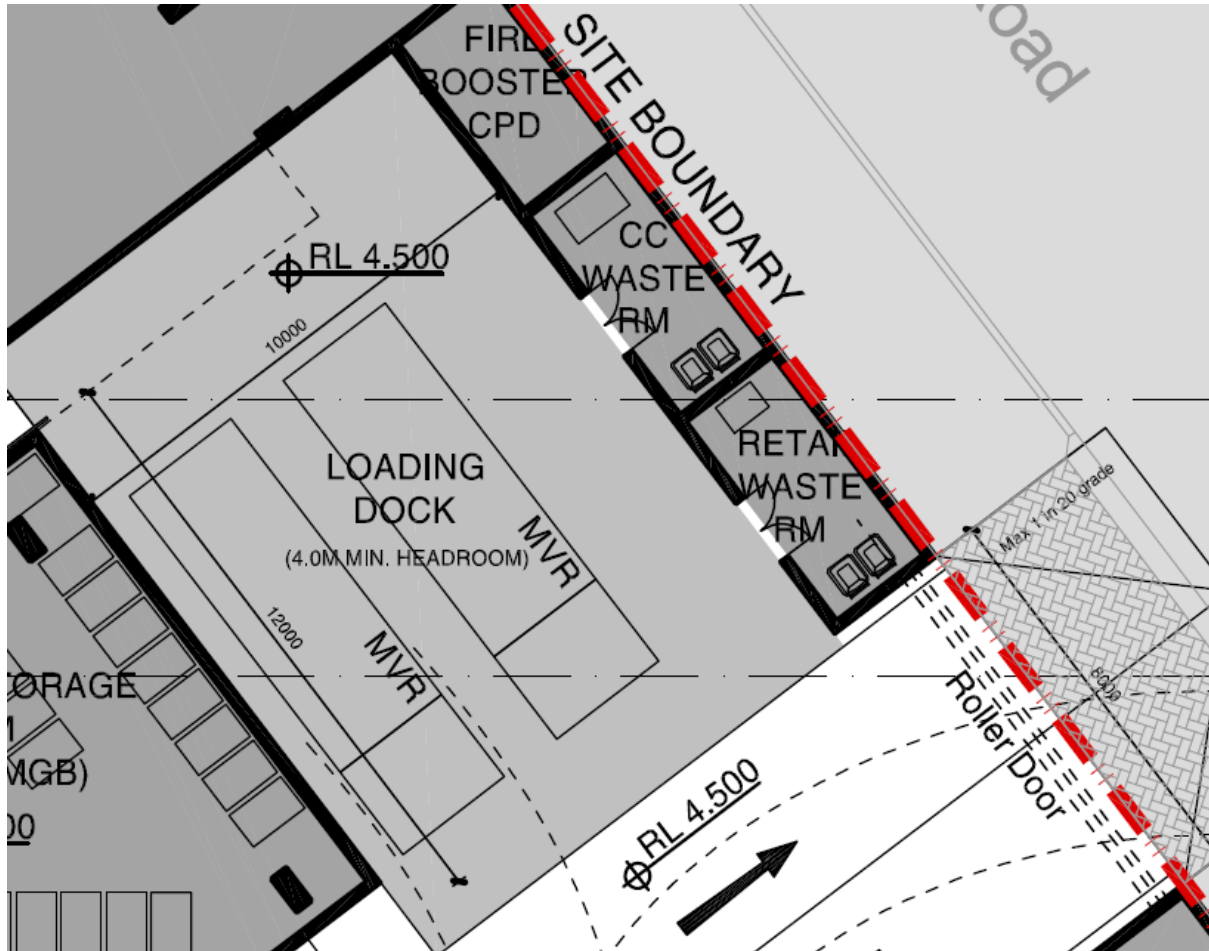 Road
FIRE
BOOSTER
CPD
SITE BOUNDARY
CC
WASTE
RM
RL 4.500
10000
LOADING
DOCK
(4.0M MIN. HEADROOM)
MVR
MVR
12000
RETAIL
WASTE
RM
Max 1 in 20 grade
Roller Door
RL 4.500
ORAGE
MGB)
00